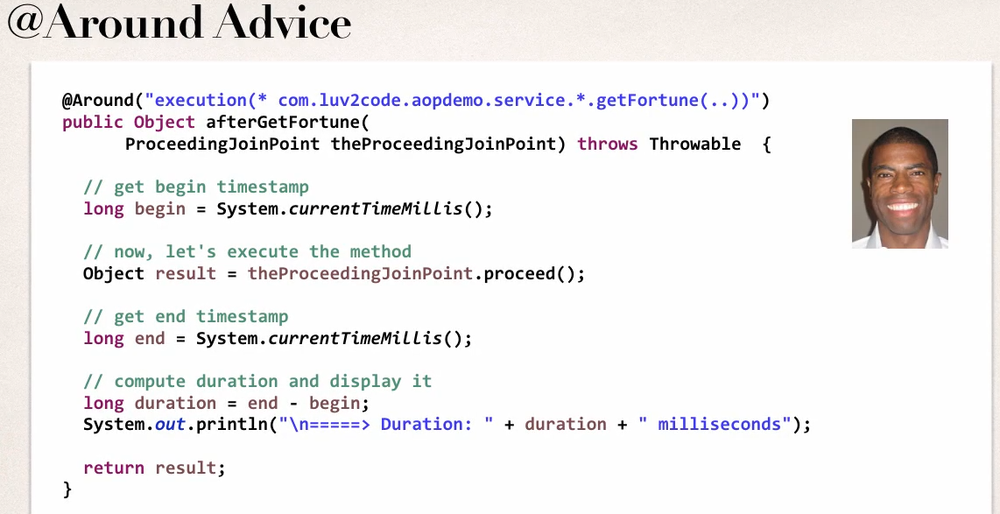 @Around Advice
@Around("execution(* com.luv2code.aopdemo.service.*.getFortune(..))")
public Object afterGetFortune(
ProceedingJoinPoint theProceedingJoinPoint) throws Throwable {
// get begin timestamp
long begin = System.currentTimeMillis();
// now, let's execute the method
Object result = theProceedingJoinPoint.proceed();
// get end timestamp
long end = System.currentTimeMillis();
// compute duration and display it
long duration = end - begin;
System.out.println("\n=====> Duration: " + duration + " milliseconds");
return result;
}